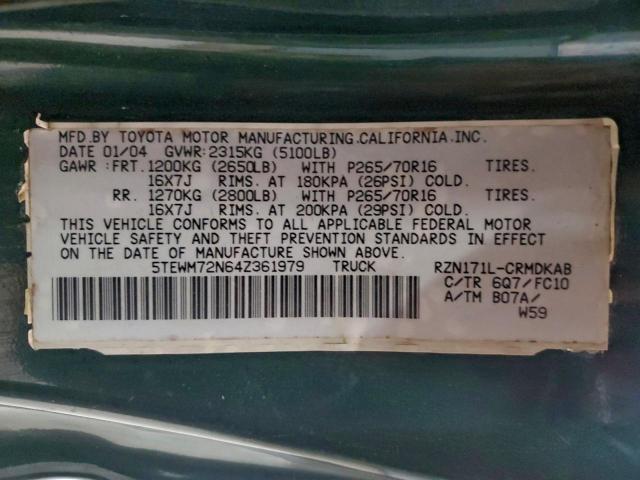 MFD.BY TOYOTA MOTOR MANUFACTURING.CALIFORNIA.INC.
DATE 01/04 GVWR:2315KG (5100LB)
GAWR :FRT. 1200KG (2650LB) WITH P265/70R16 TIRES.
16X7J RIMS. AT 180KPA (26PSI) COLD.
RR. 1270KG (2800LB) WITH P265/70R16 TIRES.
16X7J RIMS. AT 200KPA (29PSI) COLD.
THIS VEHICLE CONFORMS TO ALL APPLICABLE FEDERAL MOTOR
VEHICLE SAFETY AND THEFT PREVENTION STANDARDS IN EFFECT
ON THE DATE OF MANUFACTURE SHOWN ABOVE.
5TEWM72N64Z361979 TRUCK RZN171L-CRMDKAB
C/TR 6Q7/FC10
A/TM B07A/
W59